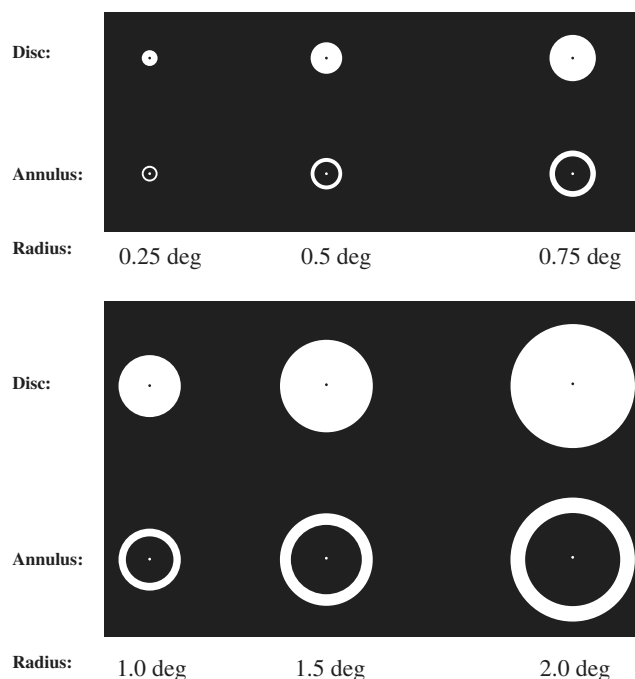 Disc:
Annulus:
Radius: 0.25 deg 0.5 deg 0.75 deg
Disc:
Annulus:
Radius: 1.0 deg 1.5 deg 2.0 deg